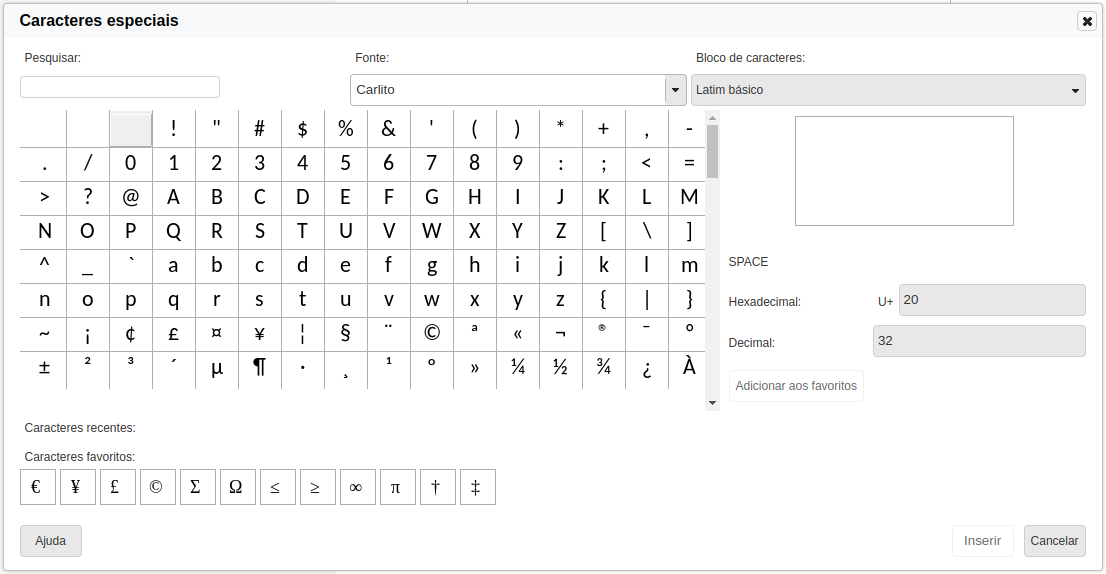 Caracteres especiais
Pesquisar: Fonte: Bloco de caracteres:
Carlito Latim básico
! " # $ % & ' ( ) * + , -
. / 0 1 2 3 4 5 6 7 8 9 : ; < =
> ? @ A B C D E F G H I J K L M
N O P Q R S T U V W X Y Z [ \ ]
^ _ ` a b c d e f g h i j k l m
n o p q r s t u v w x y z { | }
~ ¡ ¢ £ ¤ ¥ ¦ § ¨ © ª « ¬ ® ¯ °
± ² ³ ´ µ ¶ · ¸ ¹ º » ¼ ½ ¾ ¿ À
SPACE
Hexadecimal: U+ 20
Decimal: 32
Adicionar aos favoritos
Caracteres recentes:
Caracteres favoritos:
€ ¥ £ © Σ Ω ≤ ≥ ∞ π † ‡
Ajuda Inserir Cancelar